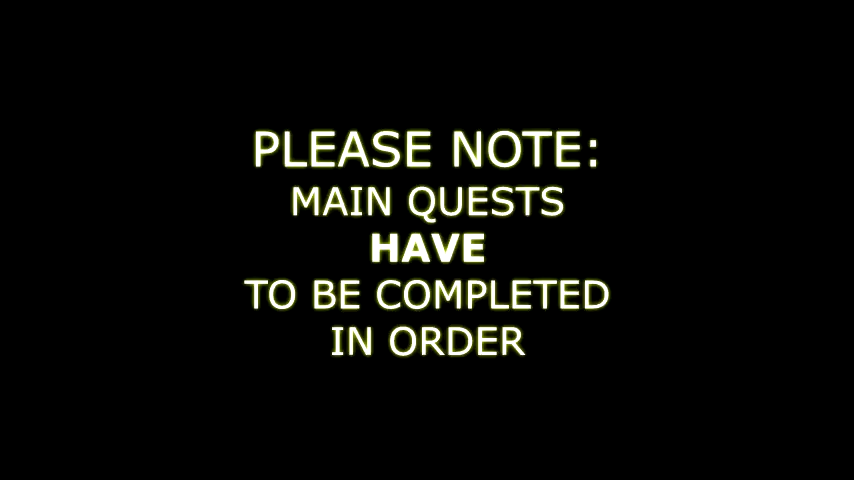 PLEASE NOTE:
MAIN QUESTS
HAVE
TO BE COMPLETED
IN ORDER